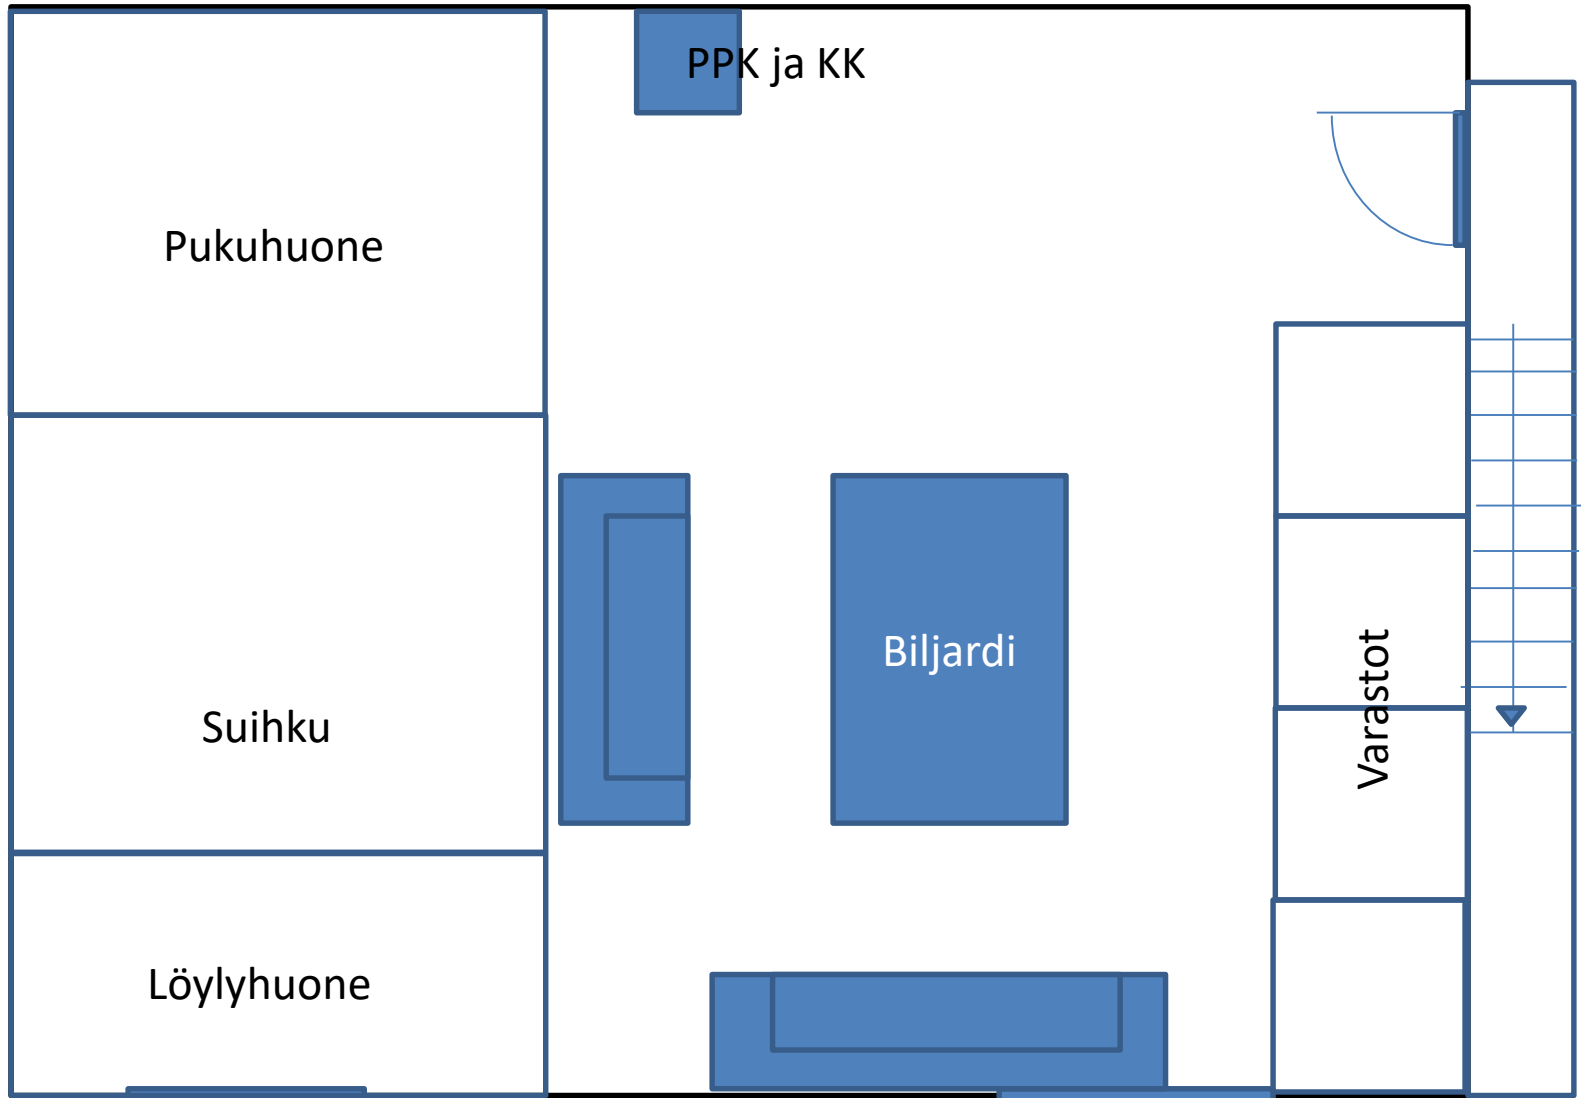 PPK ja KK
Pukuhuone
Biljardi
Varastot
Suihku
Löylyhuone